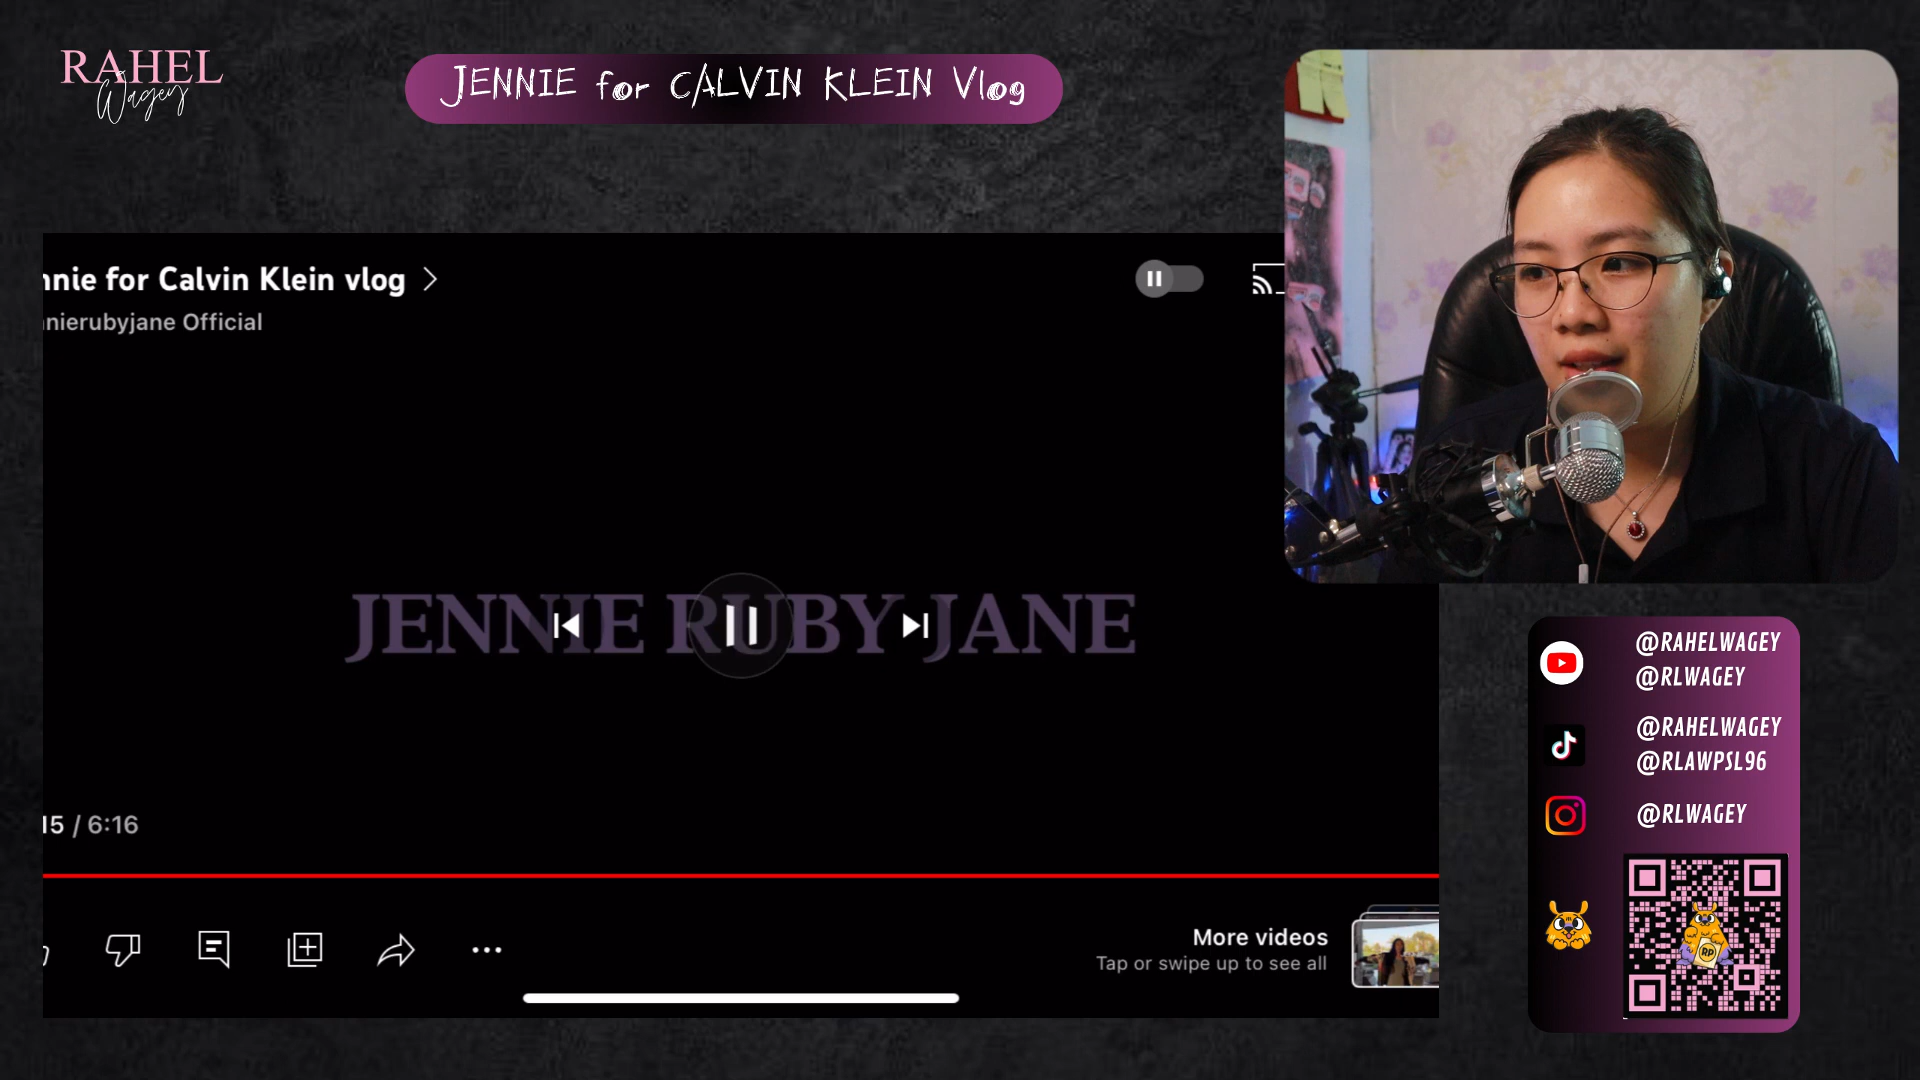 RAHEL
Wagey
JENNIE for CALVIN KLEIN Vlog
nnie for Calvin Klein vlog
nierubyjane Official
JENNIE RUBY JANE
15 / 6:16
More videos
Tap or swipe up to see all
@RAHELWAGEY
@RLWAGEY
@RAHELWAGEY
@RLAWPSL96
@RLWAGEY
RP